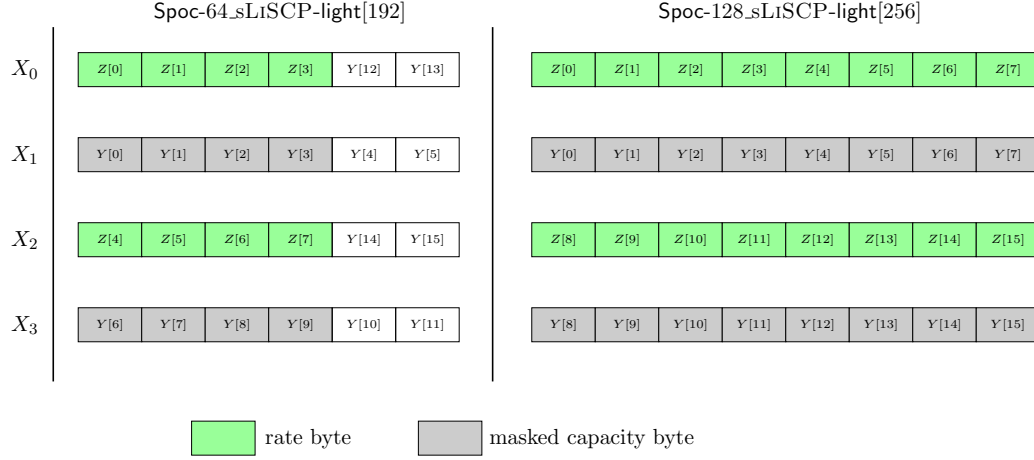 Spoc-64_sLiSCP-light[192] Spoc-128_sLiSCP-light[256]
X0 Z[0] Z[1] Z[2] Z[3] Y[12] Y[13] Z[0] Z[1] Z[2] Z[3] Z[4] Z[5] Z[6] Z[7]
X1 Y[0] Y[1] Y[2] Y[3] Y[4] Y[5] Y[0] Y[1] Y[2] Y[3] Y[4] Y[5] Y[6] Y[7]
X2 Z[4] Z[5] Z[6] Z[7] Y[14] Y[15] Z[8] Z[9] Z[10] Z[11] Z[12] Z[13] Z[14] Z[15]
X3 Y[6] Y[7] Y[8] Y[9] Y[10] Y[11] Y[8] Y[9] Y[10] Y[11] Y[12] Y[13] Y[14] Y[15]
rate byte masked capacity byte